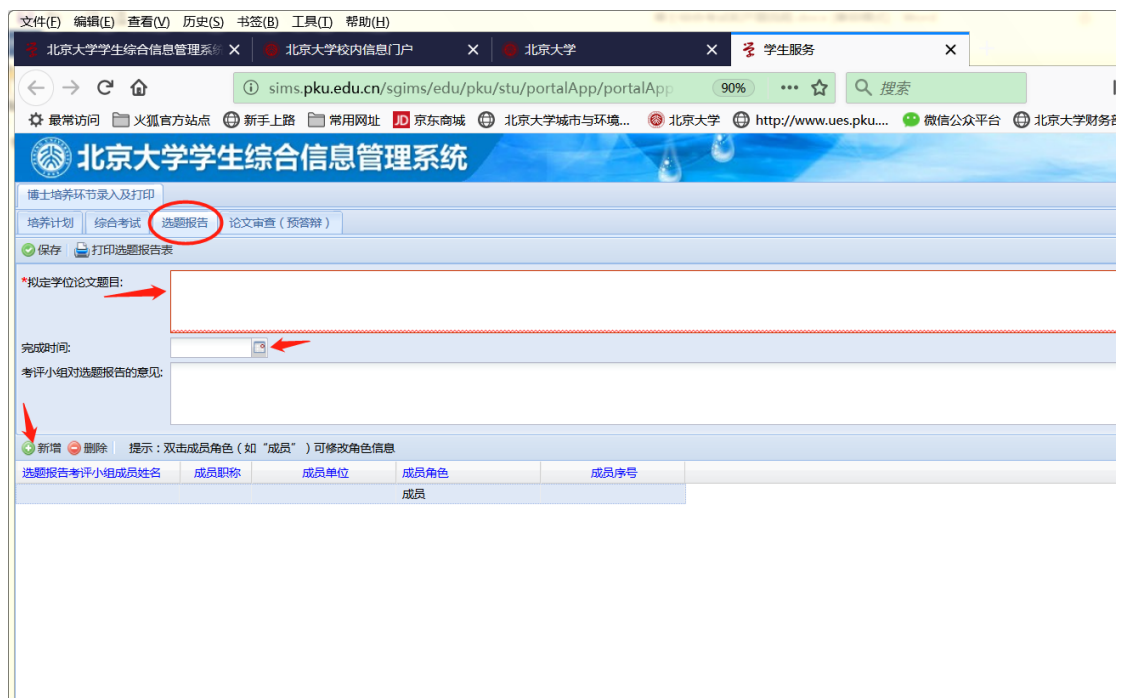 文件(F) 编辑(E) 查看(V) 历史(S) 书签(B) 工具(T) 帮助(H)
北京大学学生综合信息管理系统 北京大学校内信息门户 北京大学 学生服务
sims.pku.edu.cn/sgims/edu/pku/stu/portalApp/portalApp 90% 搜索
最常访问 火狐官方站点 新手上路 常用网址 JD 京东商城 北京大学城市与环境... 北京大学 http://www.ues.pku.... 微信公众平台 北京大学财务部
北京大学学生综合信息管理系统
博士培养环节录入及打印
培养计划 综合考试 选题报告 论文审查（预答辩）
保存 打印选题报告表
*拟定学位论文题目:
完成时间:
考评小组对选题报告的意见:
新增 删除 提示：双击成员角色（如“成员”）可修改角色信息
选题报告考评小组成员姓名 成员职称 成员单位 成员角色 成员序号
成员